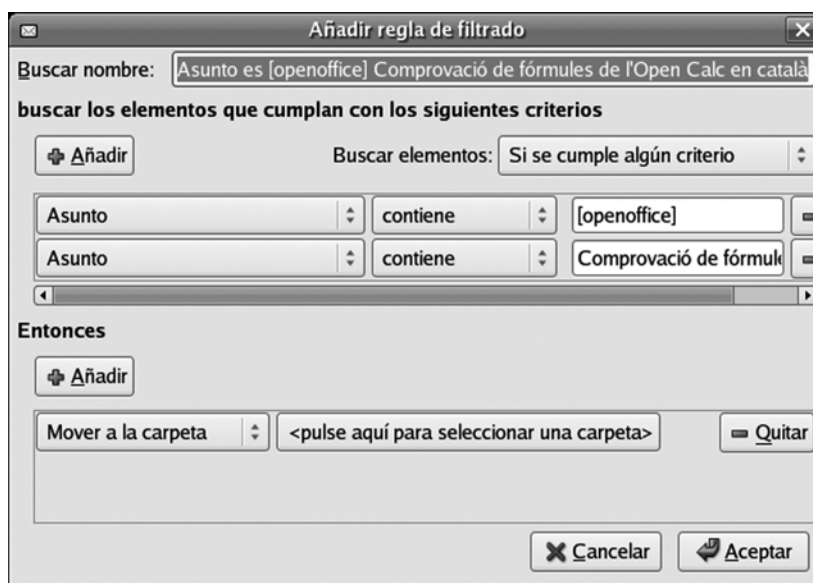 Añadir regla de filtrado
Buscar nombre: Asunto es [openoffice] Comprovació de fórmules de l'Open Calc en català
buscar los elementos que cumplan con los siguientes criterios
Añadir Buscar elementos: Si se cumple algún criterio
Asunto contiene [openoffice]
Asunto contiene Comprovació de fórmule
Entonces
Añadir
Mover a la carpeta <pulse aquí para seleccionar una carpeta> Quitar
Cancelar Aceptar